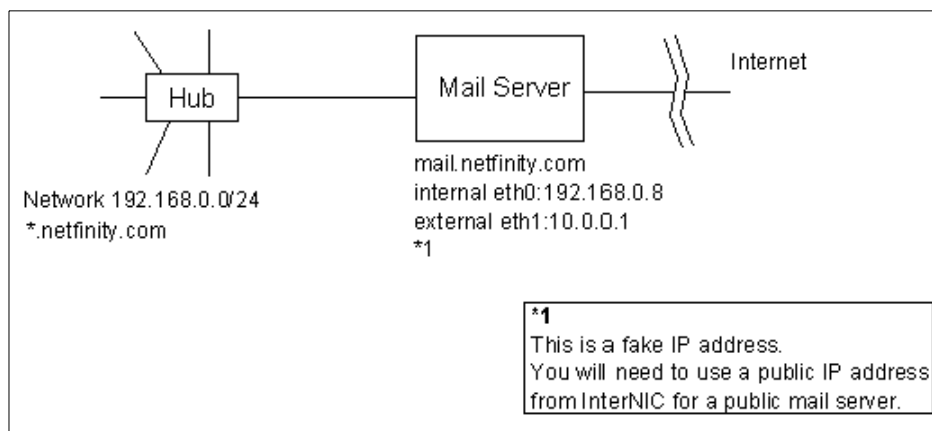 Internet
Hub
Mail Server
mail.netfinity.com
internal eth0:192.168.0.8
external eth1:10.0.0.1
*1
Network 192.168.0.0/24
*.netfinity.com
*1
This is a fake IP address.
You will need to use a public IP address
from InterNIC for a public mail server.